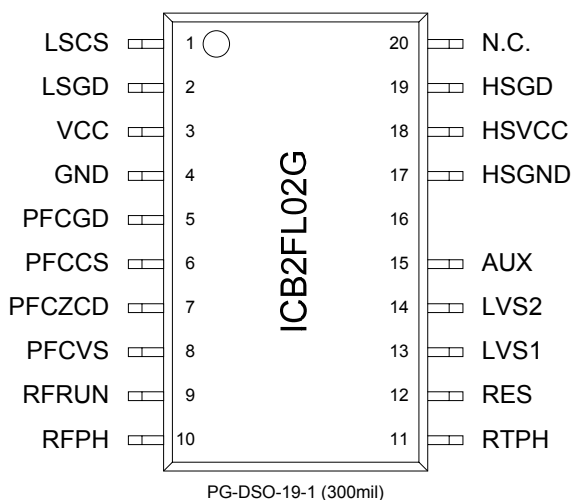 LSCS 1 20 N.C.
LSGD 2 19 HSGD
VCC 3 18 HSVCC
GND 4 17 HSGND
PFCGD 5 16
PFCCS 6 15 AUX
PFCZCD 7 14 LVS2
PFCVS 8 13 LVS1
RFRUN 9 12 RES
RFPH 10 11 RTPH
ICB2FL02G
PG-DSO-19-1 (300mil)